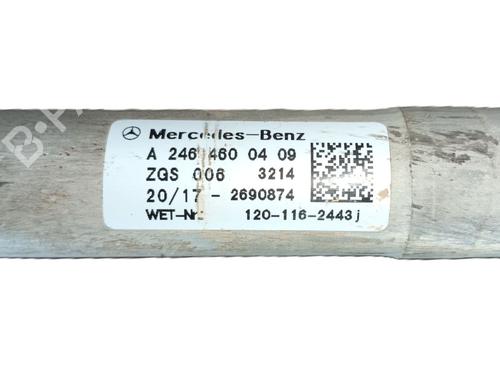 Mercedes-Benz
A 246 460 04 09
ZGS 006 3214
20/17 - 2690874
WET-Nr.: 120-116-2443j